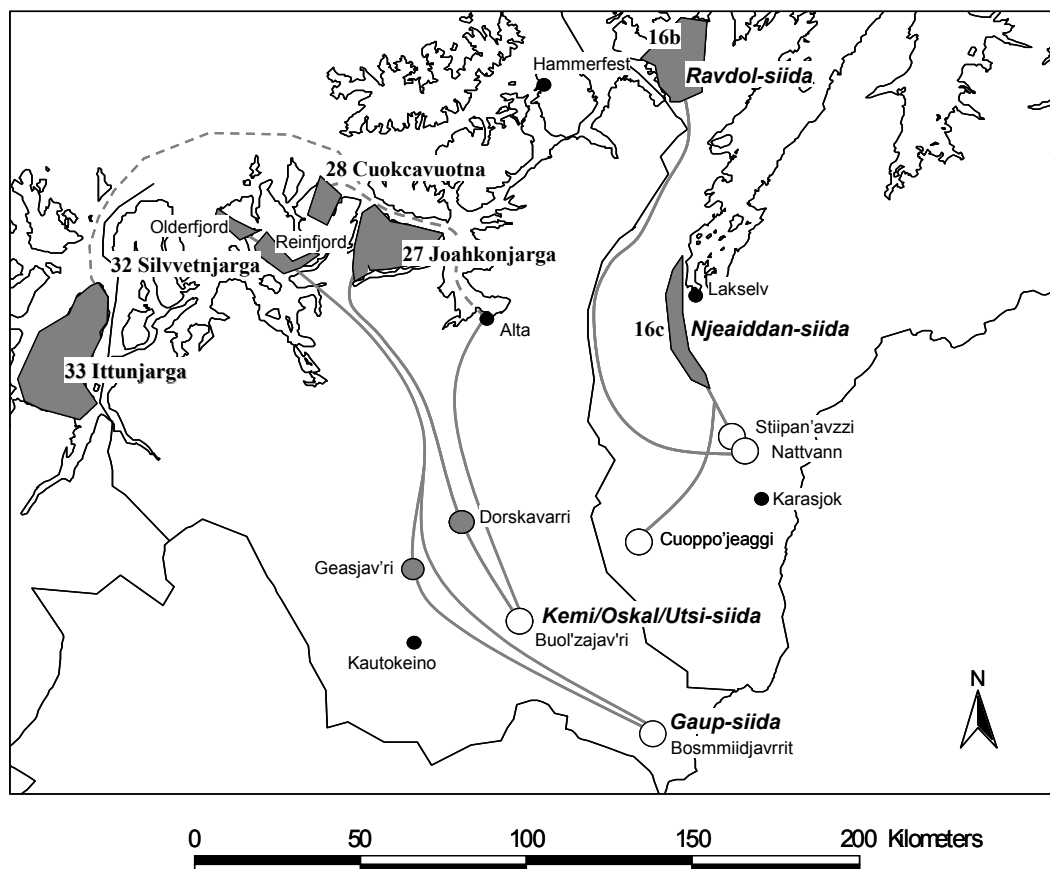 16b
Hammerfest
Ravdol-siida
28 Cuokcavuotna
Olderfjord
Reinfjord
32 Silvvetnjarga
27 Joahkonjarga
Lakselv
Alta
16c
Njeaiddan-siida
33 Ittunjarga
Stiipan'avzzi
Nattvann
Karasjok
Dorskavarri
Cuoppo'jeaggi
Geasjav'ri
Kemi/Oskal/Utsi-siida
Buol'zajav'ri
Kautokeino
N
Gaup-siida
Bosmmiidjavrrit
0 50 100 150 200 Kilometers